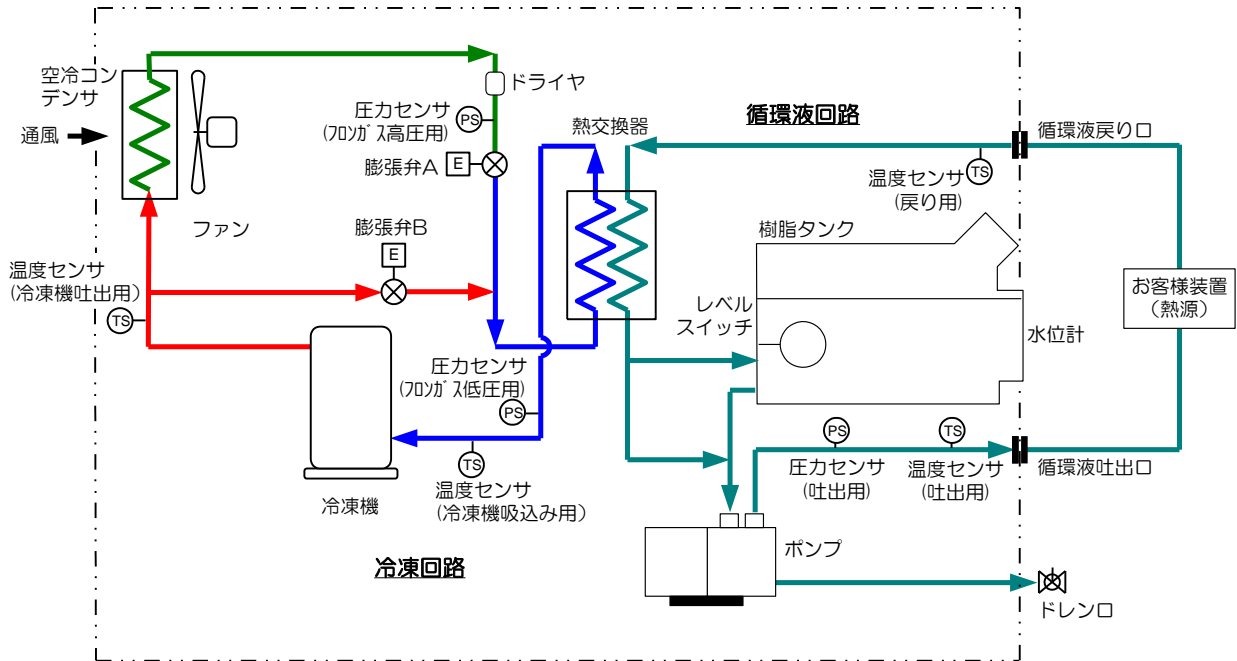 空冷コン
デンサ
通風
ファン
ドライヤ
圧力センサ
(フロンガス高圧用)
PS
膨張弁A
E
膨張弁B
E
温度センサ
(冷凍機吐出用)
TS
冷凍機
圧力センサ
(フロンガス低圧用)
PS
TS
温度センサ
(冷凍機吸込み用)
冷凍回路
熱交換器
循環液回路
循環液戻り口
温度センサ
(戻り用)
TS
樹脂タンク
レベル
スイッチ
水位計
お客様装置
(熱源)
PS
圧力センサ
(吐出用)
TS
温度センサ
(吐出用)
循環液吐出口
ポンプ
ドレン口